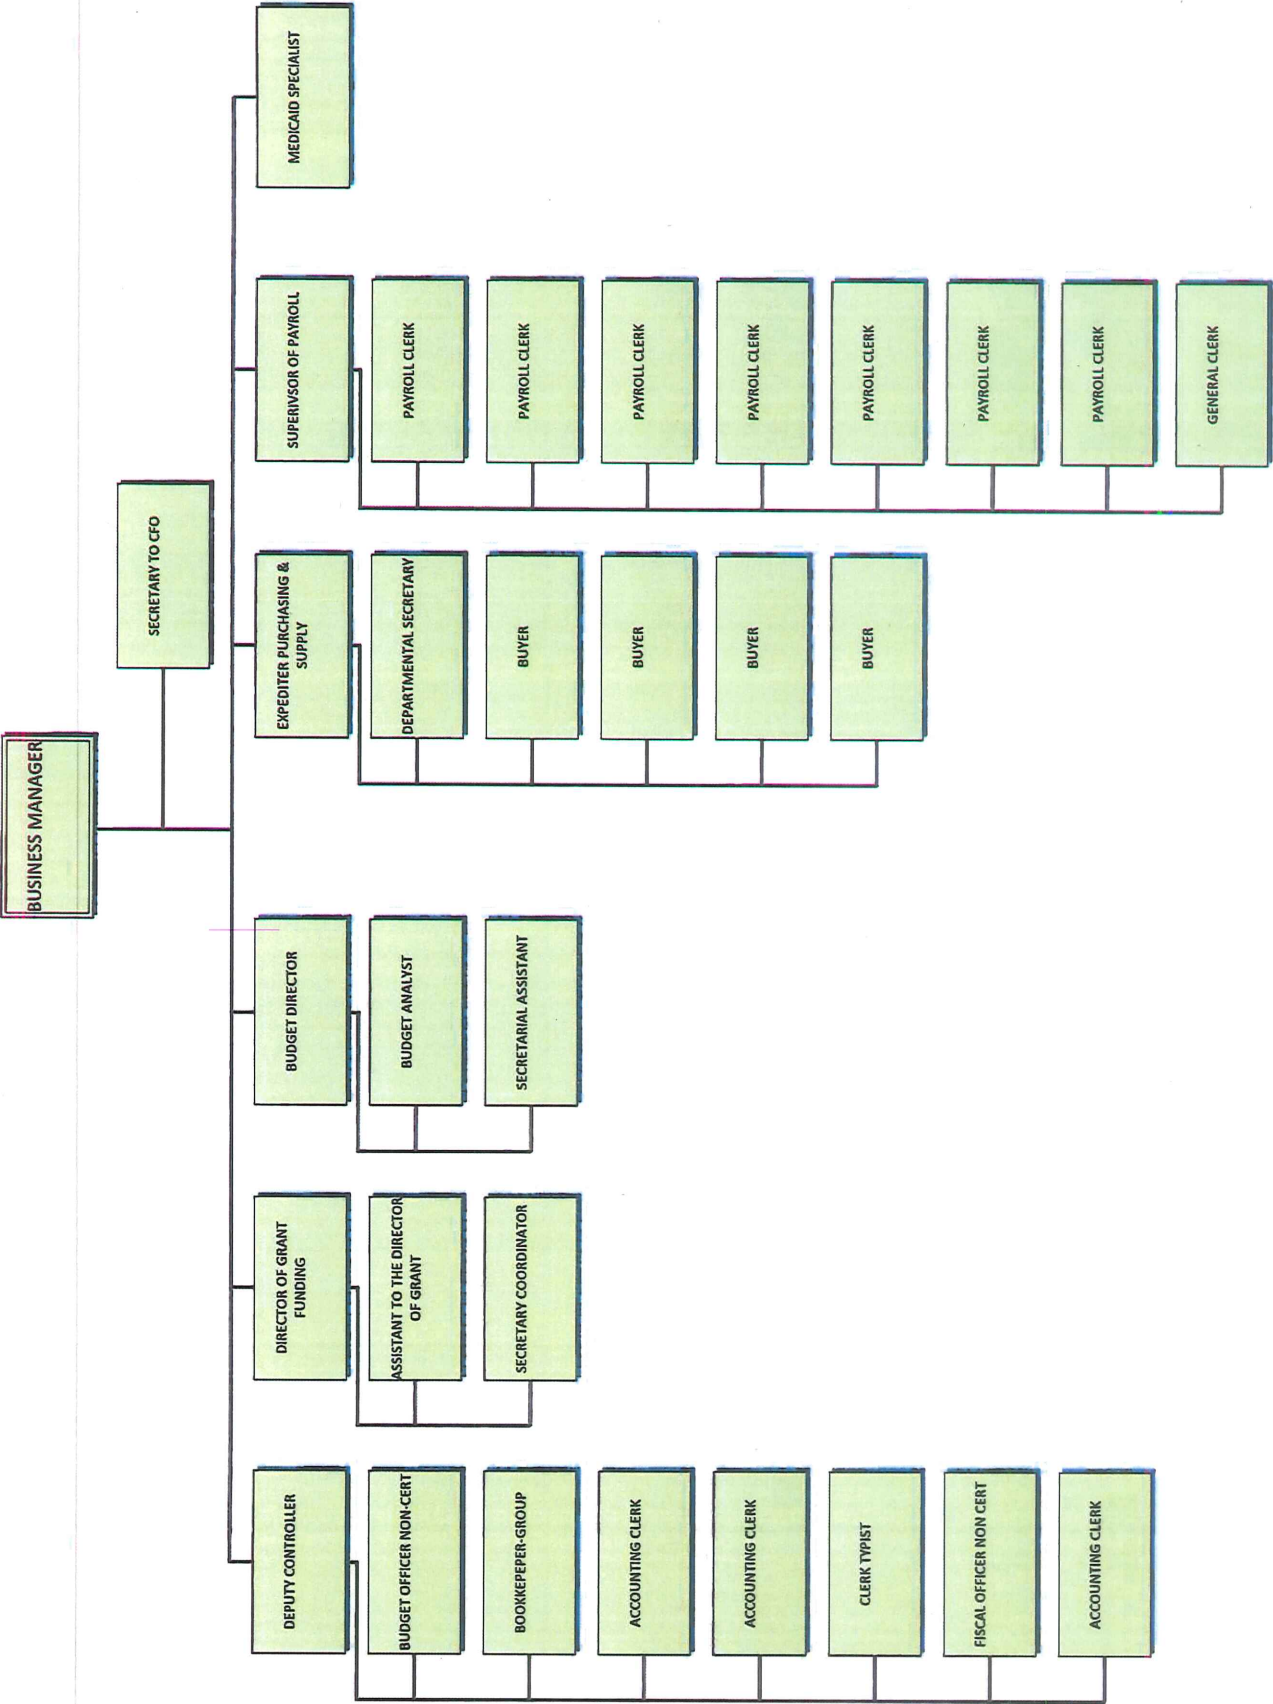 BUSINESS MANAGER
SECRETARY TO CFO
DEPUTY CONTROLLER
BUDGET OFFICER NON-CERT
BOOKKEPEPER-GROUP
ACCOUNTING CLERK
ACCOUNTING CLERK
CLERK TYPIST
FISCAL OFFICER NON CERT
ACCOUNTING CLERK
DIRECTOR OF GRANT
FUNDING
ASSISTANT TO THE DIRECTOR
OF GRANT
SECRETARY COORDINATOR
BUDGET DIRECTOR
BUDGET ANALYST
SECRETARIAL ASSISTANT
EXPEDITER PURCHASING &
SUPPLY
DEPARTMENTAL SECRETARY
BUYER
BUYER
BUYER
BUYER
SUPERIVSOR OF PAYROLL
PAYROLL CLERK
PAYROLL CLERK
PAYROLL CLERK
PAYROLL CLERK
PAYROLL CLERK
PAYROLL CLERK
PAYROLL CLERK
GENERAL CLERK
MEDICAID SPECIALIST